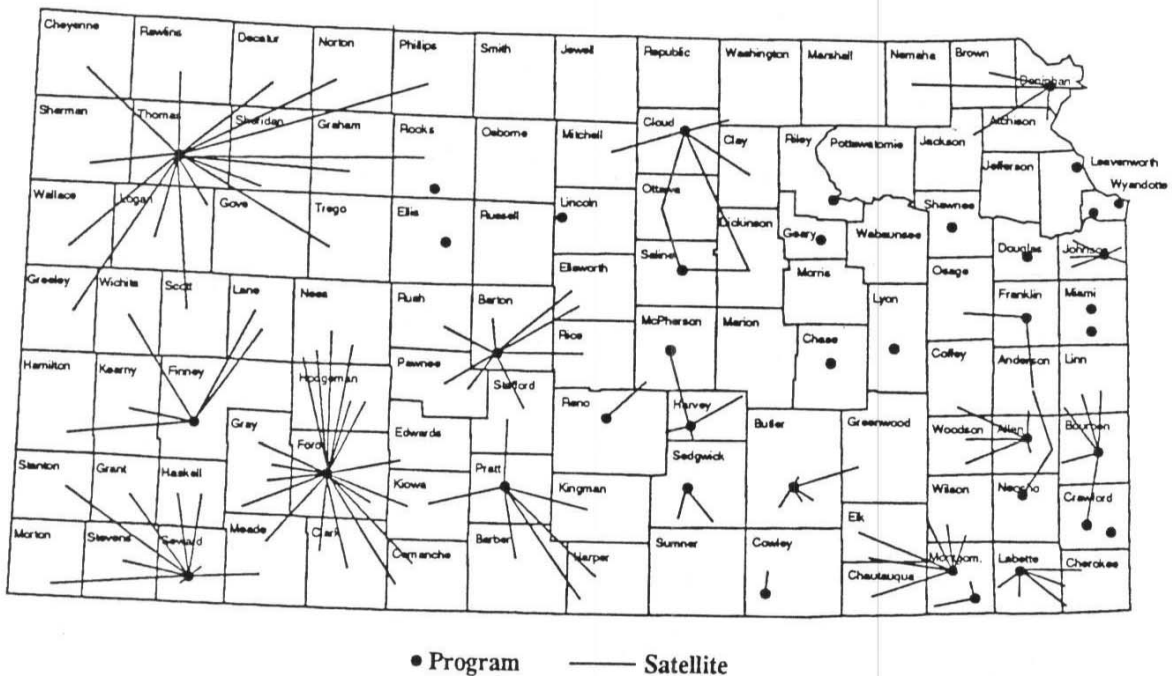 Cheyenne
Rawlins
Decatur
Norton
Phillips
Smith
Jewell
Republic
Washington
Marshall
Nemaha
Brown
Doniphan
Sherman
Thomas
Sheridan
Graham
Rooks
Osborne
Mitchell
Cloud
Clay
Riley
Pottawatomie
Jackson
Atchison
Jefferson
Leavenworth
Wyandotte
Wallace
Logan
Gove
Trego
Ellis
Russell
Lincoln
Ottawa
Dickinson
Geary
Wabaunsee
Shawnee
Douglas
Johnson
Saline
Ellsworth
Morris
Osage
Greeley
Wichita
Scott
Lane
Ness
Rush
Barton
Rice
McPherson
Marion
Chase
Lyon
Franklin
Miami
Hamilton
Kearny
Finney
Hodgeman
Pawnee
Stafford
Coffey
Anderson
Linn
Gray
Ford
Edwards
Reno
Harvey
Butler
Greenwood
Woodson
Allen
Bourbon
Stanton
Grant
Haskell
Kiowa
Pratt
Kingman
Sedgwick
Wilson
Neosho
Crawford
Morton
Stevens
Seward
Meade
Clark
Comanche
Barber
Harper
Sumner
Cowley
Elk
Chautauqua
Montgom.
Labette
Cherokee
● Program —— Satellite